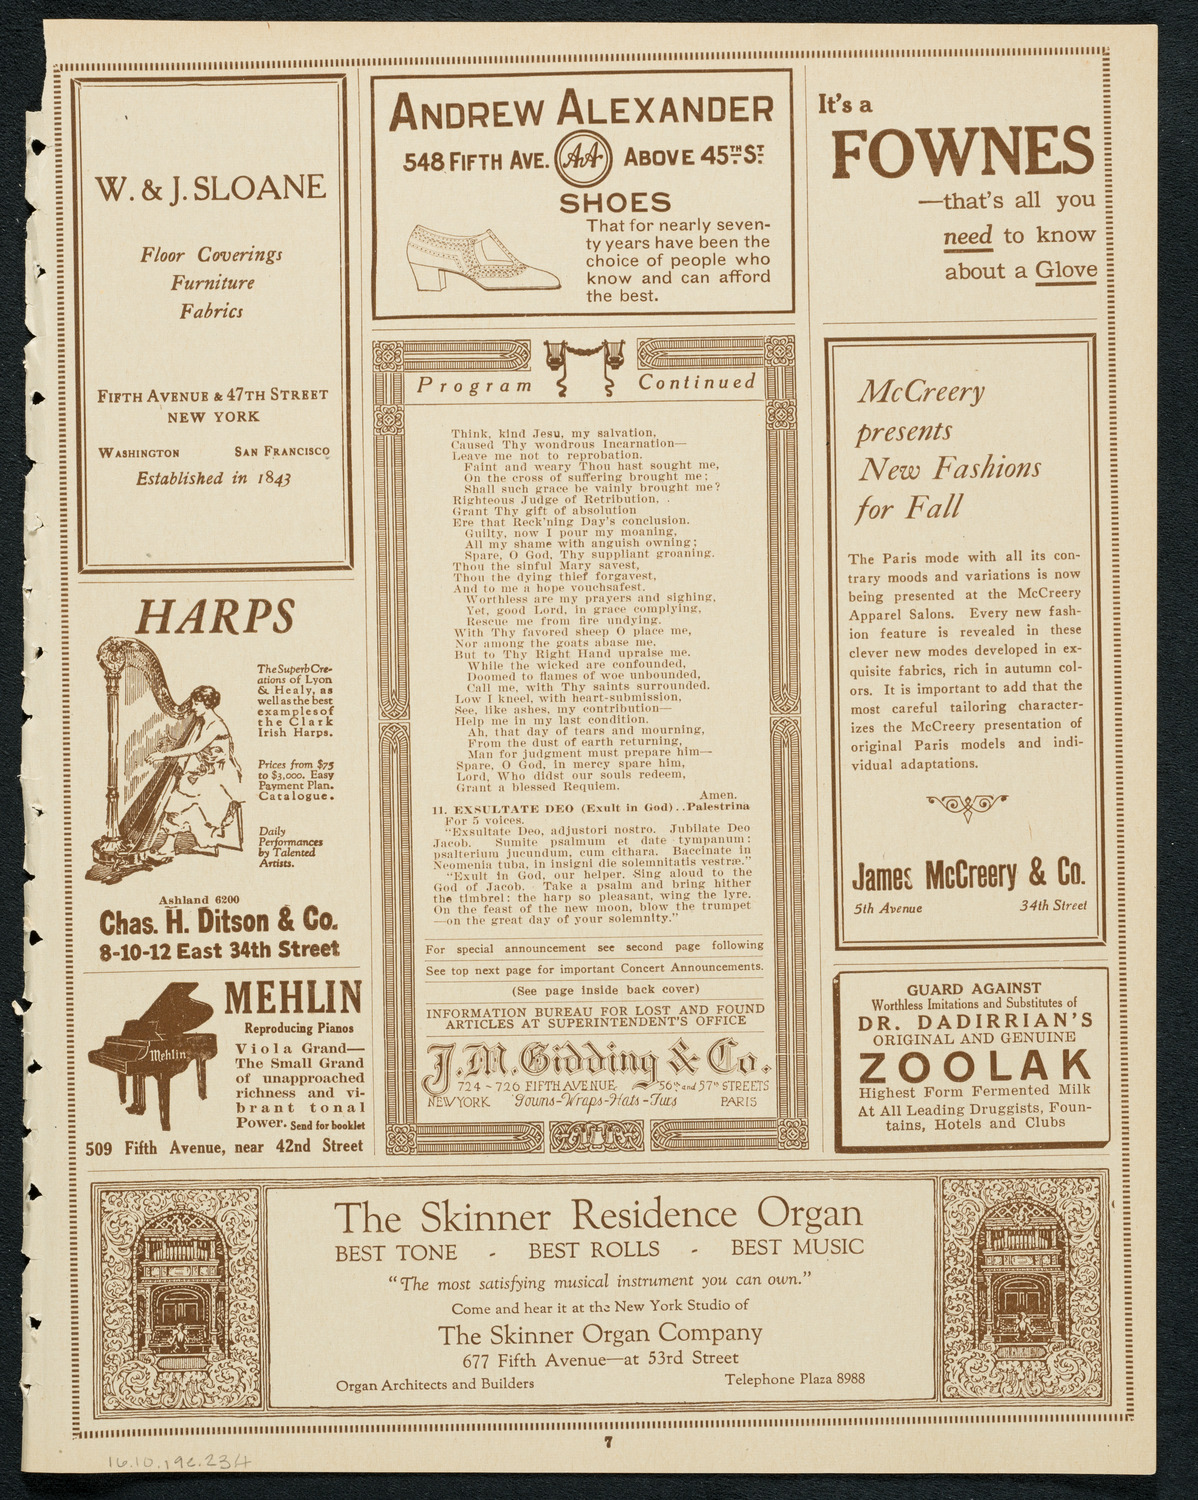 W. & J. SLOANE
Floor Coverings
Furniture
Fabrics
FIFTH AVENUE & 47TH STREET
NEW YORK
WASHINGTON SAN FRANCISCO
Established in 1843
HARPS
The Superb Cre-
ations of Lyon
& Healy, as
well as the best
examples of
the Clark
Irish Harps.
Prices from $75
to $3,000. Easy
Payment Plan.
Catalogue.
Daily
Performances
by Talented
Artists.
Ashland 6200
Chas. H. Ditson & Co.
8-10-12 East 34th Street
MEHLIN
Reproducing Pianos
Mehlin
Viola Grand—
The Small Grand
of unapproached
richness and vi-
brant tonal
Power. Send for booklet
509 Fifth Avenue, near 42nd Street
ANDREW ALEXANDER
548 FIFTH AVE. AA ABOVE 45TH ST.
SHOES
That for nearly seven-
ty years have been the
choice of people who
know and can afford
the best.
Program Continued
Think, kind Jesu, my salvation,
Caused Thy wondrous Incarnation—
Leave me not to reprobation.
Faint and weary Thou hast sought me,
On the cross of suffering brought me;
Shall such grace be vainly brought me?
Righteous Judge of Retribution,
Grant Thy gift of absolution
Ere that Reck'ning Day's conclusion.
Guilty, now I pour my moaning,
All my shame with anguish owning;
Spare, O God, Thy suppliant groaning.
Thou the sinful Mary savest,
Thou the dying thief forgavest,
And to me a hope vouchsafest.
Worthless are my prayers and sighing,
Yet, good Lord, in grace complying,
Rescue me from fire undying.
With Thy favored sheep O place me,
Nor among the goats abase me,
But to Thy Right Hand upraise me.
While the wicked are confounded,
Doomed to flames of woe unbounded,
Call me, with Thy saints surrounded.
Low I kneel, with heart-submission,
See, like ashes, my contribution—
Help me in my last condition.
Ah, that day of tears and mourning,
From the dust of earth returning,
Man for judgment must prepare him—
Spare, O God, in mercy spare him,
Lord, Who didst our souls redeem,
Grant a blessed Requiem.
Amen.
11. EXSULTATE DEO (Exult in God)..Palestrina
For 5 voices.
"Exsultate Deo, adjustori nostro. Jubilate Deo
Jacob. Sumite psalmum et date tympanum:
psalterium jucundum, cum cithara. Baccinate in
Neomenia tuba, in insigni die solemnitatis vestræ."
"Exult in God, our helper. Sing aloud to the
God of Jacob. Take a psalm and bring hither
the timbrel: the harp so pleasant, wing the lyre.
On the feast of the new moon, blow the trumpet
—on the great day of your solemnity."
For special announcement see second page following
See top next page for important Concert Announcements.
(See page inside back cover)
INFORMATION BUREAU FOR LOST AND FOUND
ARTICLES AT SUPERINTENDENT'S OFFICE
J.M. Gidding & Co.
724 - 726 FIFTH AVENUE 56th and 57th STREETS
NEW YORK Gowns-Wraps-Hats-Furs PARIS
It's a
FOWNES
—that's all you
need to know
about a Glove
McCreery
presents
New Fashions
for Fall
The Paris mode with all its con-
trary moods and variations is now
being presented at the McCreery
Apparel Salons. Every new fash-
ion feature is revealed in these
clever new modes developed in ex-
quisite fabrics, rich in autumn col-
ors. It is important to add that the
most careful tailoring character-
izes the McCreery presentation of
original Paris models and indi-
vidual adaptations.
James McCreery & Co.
5th Avenue 34th Street
GUARD AGAINST
Worthless Imitations and Substitutes of
DR. DADIRRIAN'S
ORIGINAL AND GENUINE
ZOOLAK
Highest Form Fermented Milk
At All Leading Druggists, Foun-
tains, Hotels and Clubs
The Skinner Residence Organ
BEST TONE - BEST ROLLS - BEST MUSIC
"The most satisfying musical instrument you can own."
Come and hear it at the New York Studio of
The Skinner Organ Company
677 Fifth Avenue—at 53rd Street
Organ Architects and Builders Telephone Plaza 8988
7
16.10.19c.234